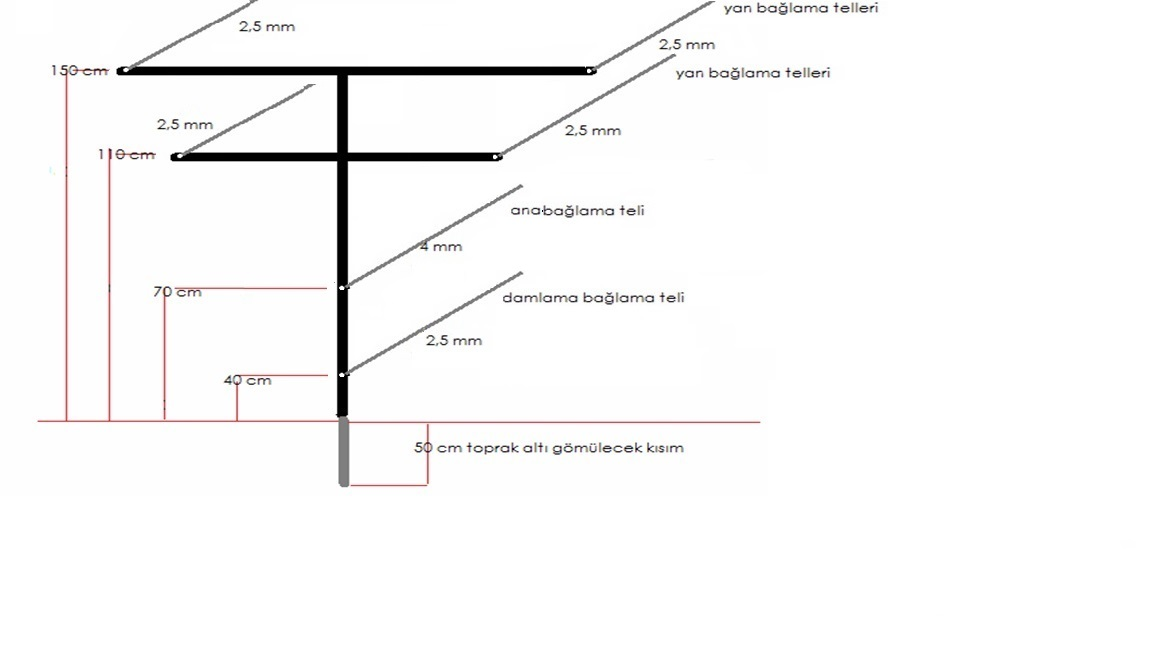 yan bağlama telleri
2,5 mm
2,5 mm
150 cm
yan bağlama telleri
2,5 mm
2,5 mm
110 cm
anabağlama teli
4 mm
70 cm
damlama bağlama teli
2,5 mm
40 cm
50 cm toprak altı gömülecek kısım